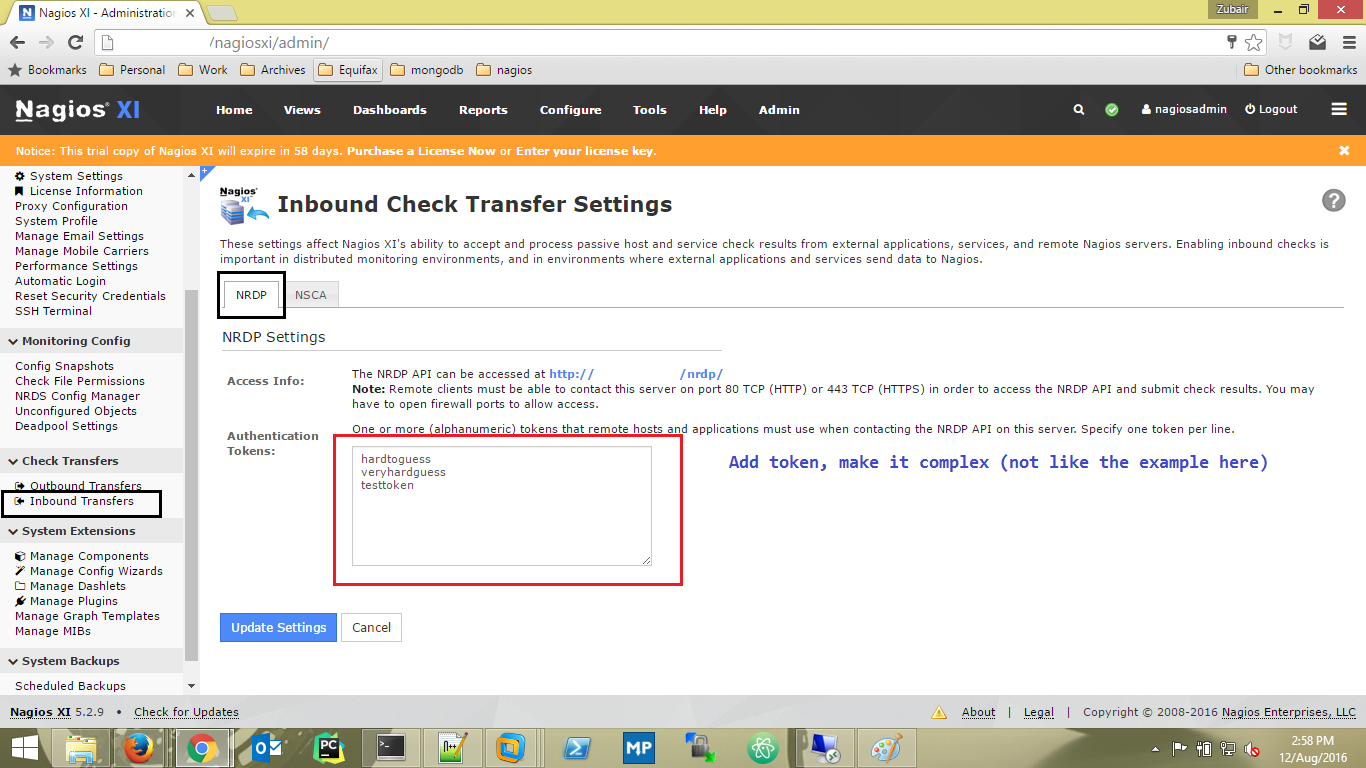 Nagios XI - Administration
Zubair
/nagiosxi/admin/
Bookmarks Personal Work Archives Equifax mongodb nagios Other bookmarks
Nagios® XI Home Views Dashboards Reports Configure Tools Help Admin nagiosadmin Logout
Notice: This trial copy of Nagios XI will expire in 58 days. Purchase a License Now or Enter your license key.
System Settings
License Information
Proxy Configuration
System Profile
Manage Email Settings
Manage Mobile Carriers
Performance Settings
Automatic Login
Reset Security Credentials
SSH Terminal
Monitoring Config
Config Snapshots
Check File Permissions
NRDS Config Manager
Unconfigured Objects
Deadpool Settings
Check Transfers
Outbound Transfers
Inbound Transfers
System Extensions
Manage Components
Manage Config Wizards
Manage Dashlets
Manage Plugins
Manage Graph Templates
Manage MIBs
System Backups
Scheduled Backups
Nagios®
XI
Inbound Check Transfer Settings
?
These settings affect Nagios XI's ability to accept and process passive host and service check results from external applications, services, and remote Nagios servers. Enabling inbound checks is
important in distributed monitoring environments, and in environments where external applications and services send data to Nagios.
NRDP NSCA
NRDP Settings
Access Info:
The NRDP API can be accessed at http:// /nrdp/
Note: Remote clients must be able to contact this server on port 80 TCP (HTTP) or 443 TCP (HTTPS) in order to access the NRDP API and submit check results. You may
have to open firewall ports to allow access.
Authentication
Tokens:
One or more (alphanumeric) tokens that remote hosts and applications must use when contacting the NRDP API on this server. Specify one token per line.
hardtoguess
veryhardguess
testtoken
Add token, make it complex (not like the example here)
Update Settings Cancel
Nagios XI 5.2.9 • Check for Updates About | Legal | Copyright © 2008-2016 Nagios Enterprises, LLC
PC
MP
2:58 PM
12/Aug/2016